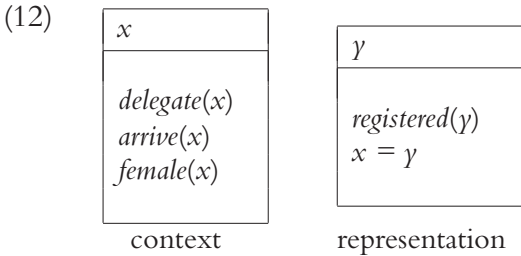 (12)
x
delegate(x)
arrive(x)
female(x)
context
y
registered(y)
x = y
representation